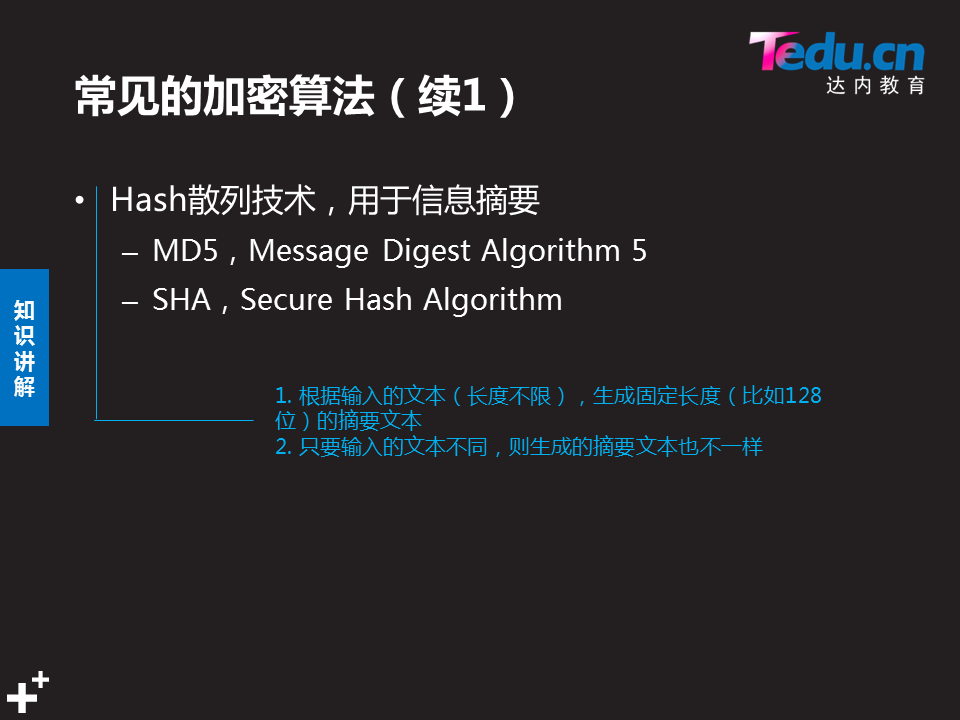 Tedu.cn
达内教育
常见的加密算法（续1）
• Hash散列技术，用于信息摘要
– MD5，Message Digest Algorithm 5
– SHA，Secure Hash Algorithm
知
识
讲
解
1. 根据输入的文本（长度不限），生成固定长度（比如128
位）的摘要文本
2. 只要输入的文本不同，则生成的摘要文本也不一样